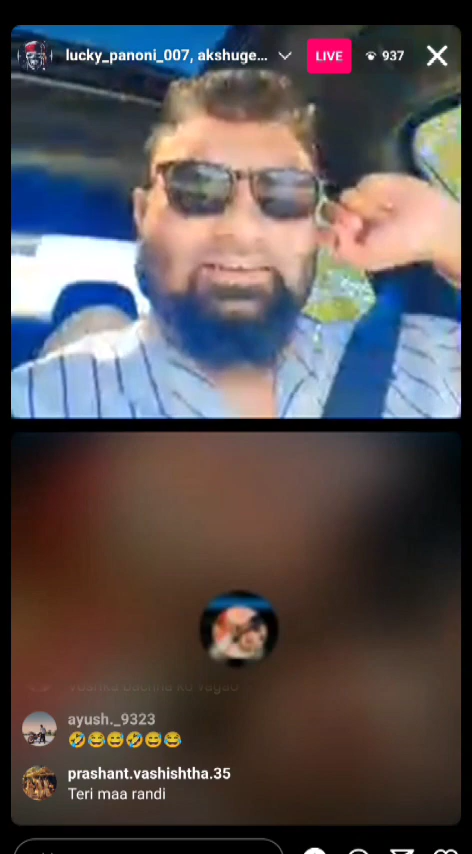 lucky_panoni_007, akshuge...
LIVE
937
ayush._9323
🤣😂😅🤣😅😂
prashant.vashishtha.35
Teri maa randi